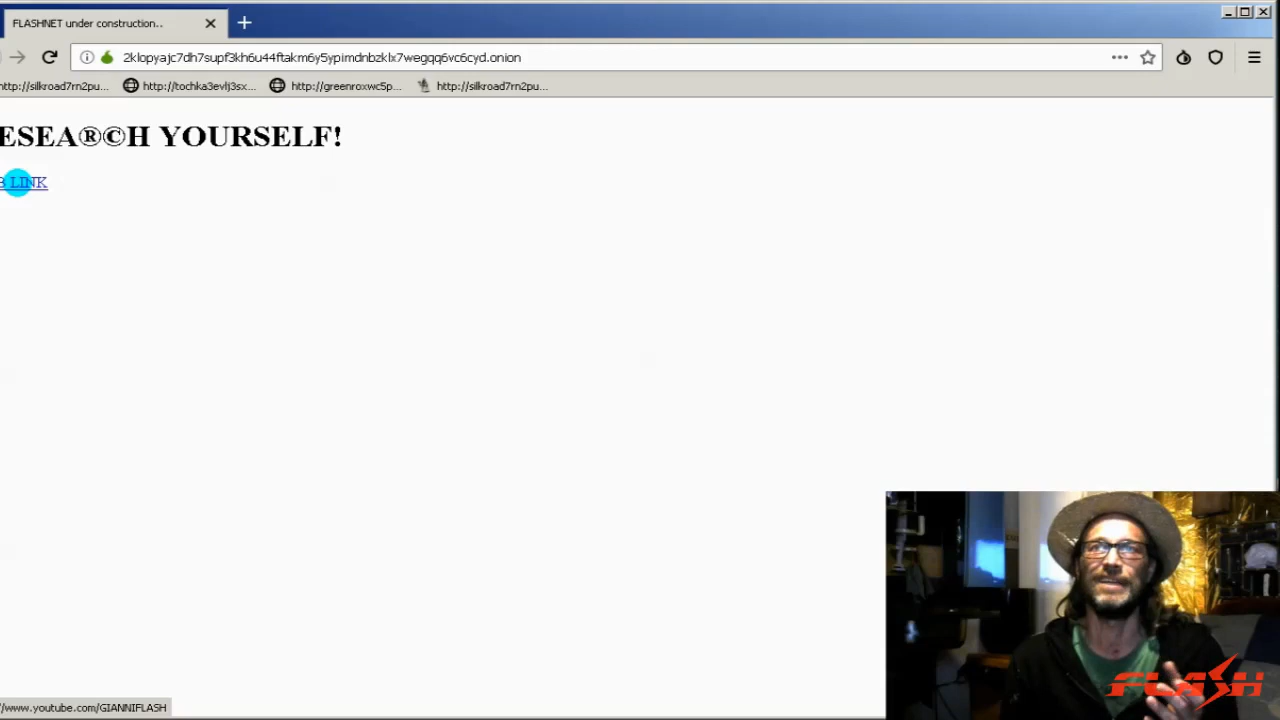 FLASHNET under construction..
2klopyajc7dh7supf3kh6u44ftakm6y5ypimdnbzklx7wegqq6vc6cyd.onion
http://silkroad7rn2pu... http://tochka3evlj3sx... http://greenroxwc5p... http://silkroad7rn2pu...
ESEA®©H YOURSELF!
B LINK
/www.youtube.com/GIANNIFLASH
FLASH